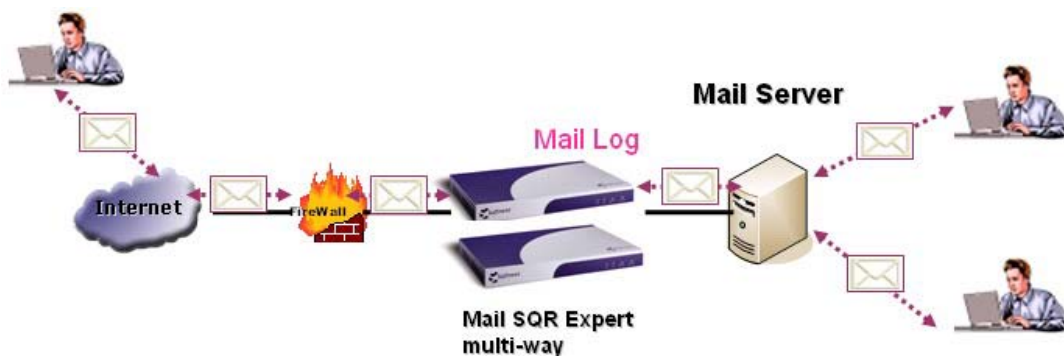 Mail Server
Mail Log
Internet
FireWall
Mail SQR Expert
multi-way